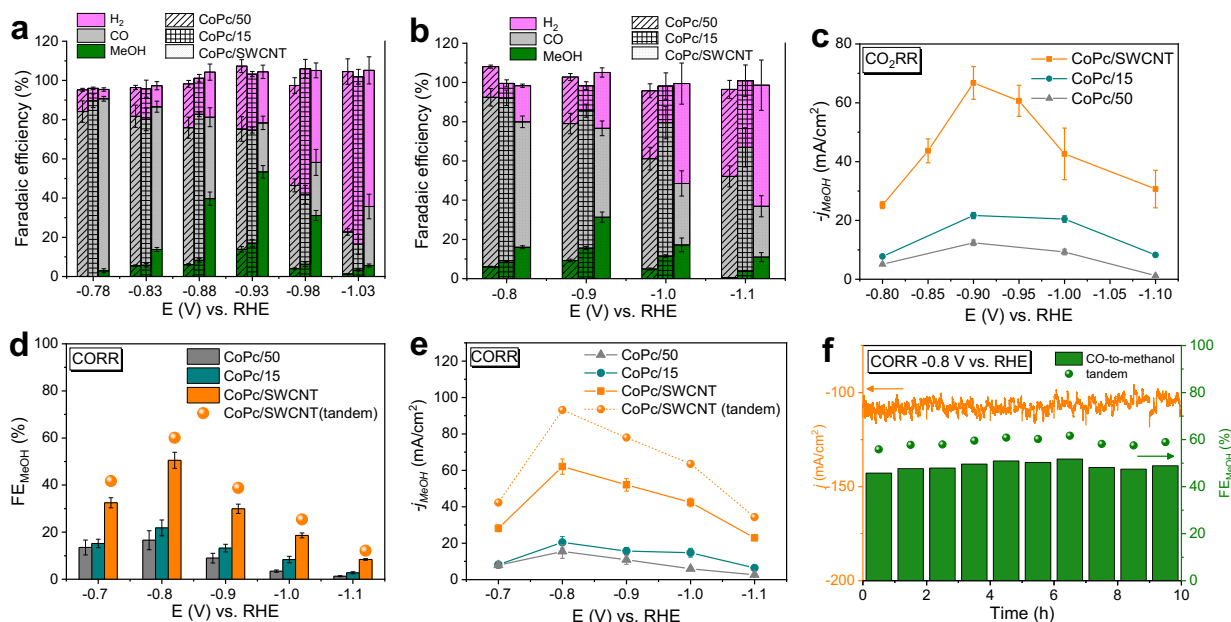 a
H₂
CO
MeOH
CoPc/50
CoPc/15
CoPc/SWCNT
Faradaic efficiency (%)
120
100
80
60
40
20
0
-0.78 -0.83 -0.88 -0.93 -0.98 -1.03
E (V) vs. RHE
b
H₂
CO
MeOH
CoPc/50
CoPc/15
CoPc/SWCNT
Faradaic efficiency (%)
120
100
80
60
40
20
0
-0.8 -0.9 -1.0 -1.1
E (V) vs. RHE
c
CO₂RR
CoPc/SWCNT
CoPc/15
CoPc/50
-jMeOH (mA/cm²)
80
60
40
20
0
-0.80 -0.85 -0.90 -0.95 -1.00 -1.05 -1.10
E (V) vs. RHE
d
CORR
CoPc/50
CoPc/15
CoPc/SWCNT
CoPc/SWCNT(tandem)
FEMeOH (%)
100
80
60
40
20
0
-0.7 -0.8 -0.9 -1.0 -1.1
E (V) vs. RHE
e
CORR
CoPc/50
CoPc/15
CoPc/SWCNT
CoPc/SWCNT (tandem)
-jMeOH (mA/cm²)
120
100
80
60
40
20
0
-0.7 -0.8 -0.9 -1.0 -1.1
E (V) vs. RHE
f
CORR -0.8 V vs. RHE
CO-to-methanol
tandem
j (mA/cm²)
-75
-100
-150
-200
FEMeOH (%)
100
80
60
40
20
0
0 2 4 6 8 10
Time (h)